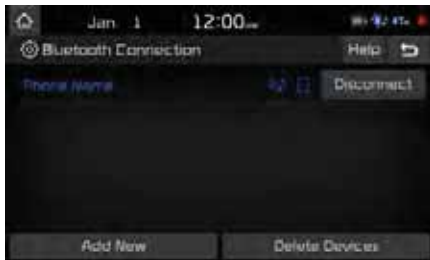 Jan 1 12:00
Bluetooth Connection Help
Phone Name Disconnect
Add New Delete Devices